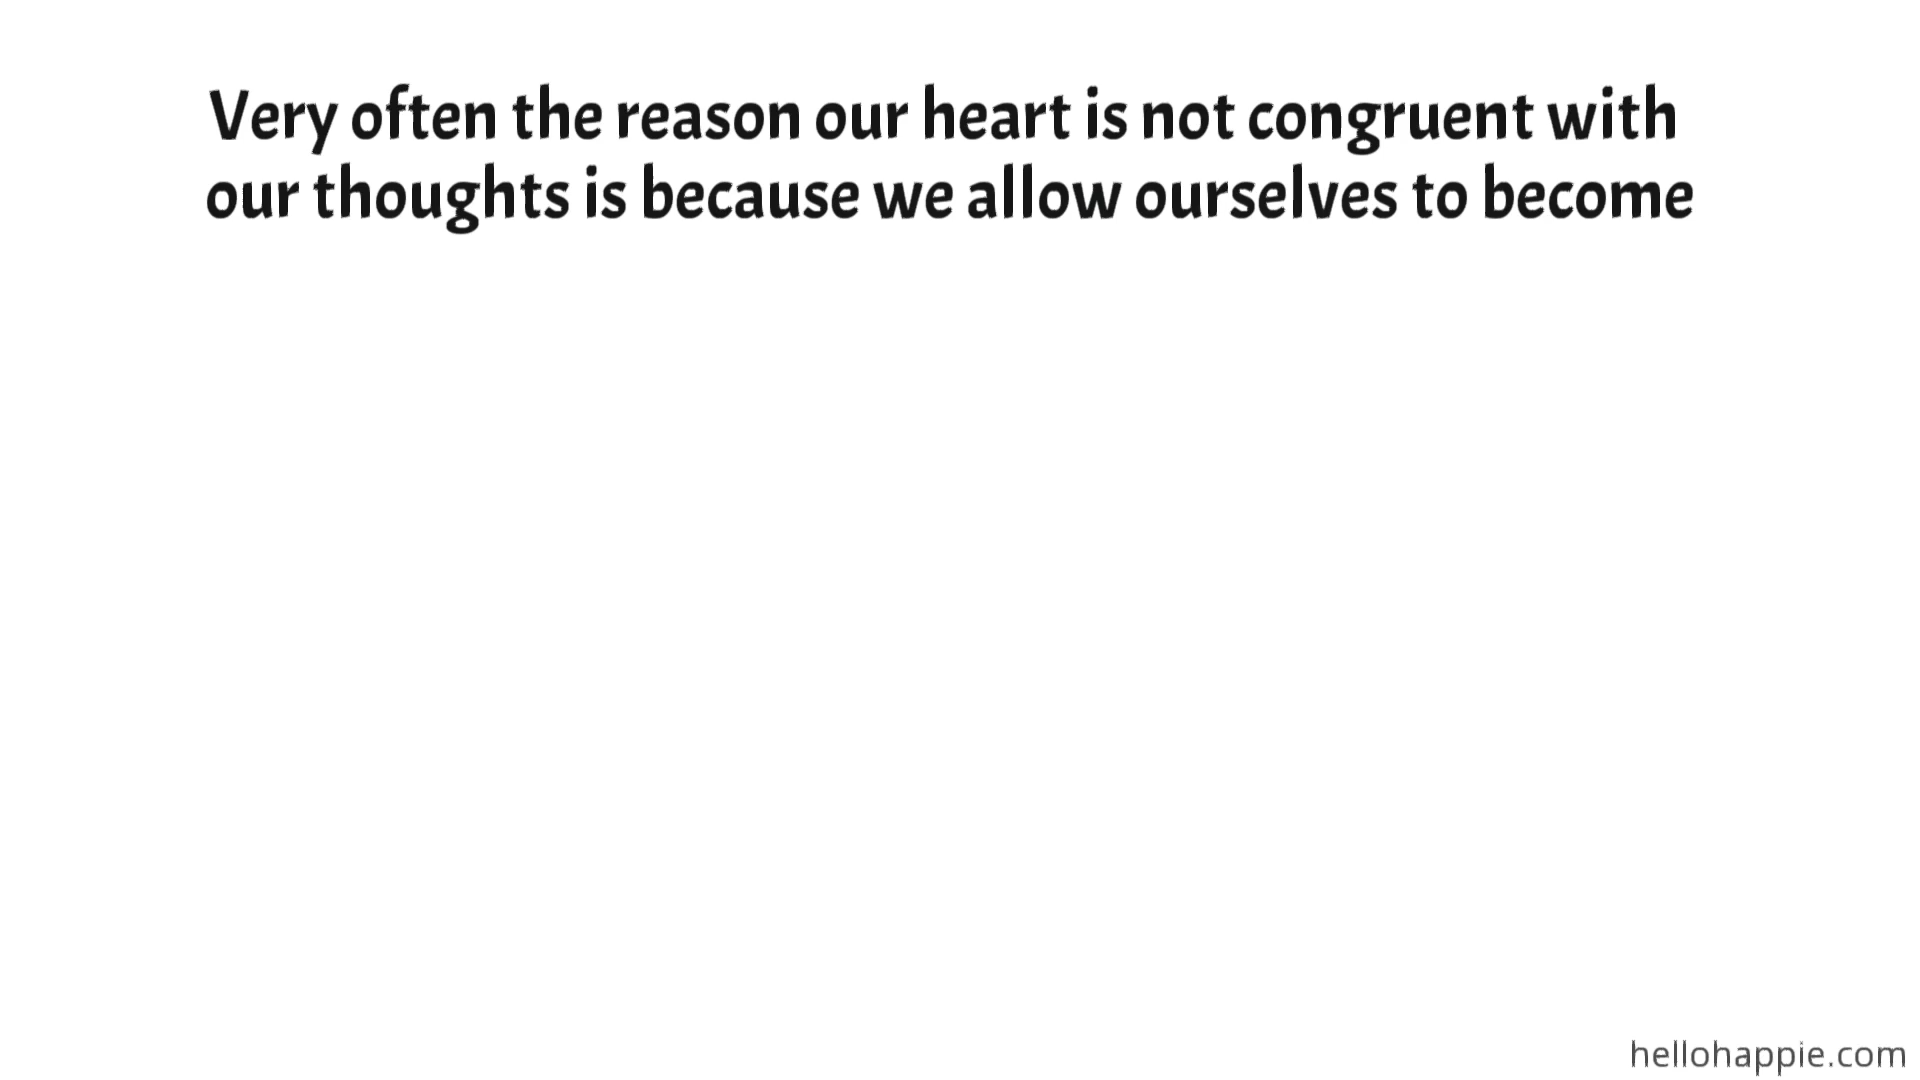 Very often the reason our heart is not congruent with
our thoughts is because we allow ourselves to become
hellohappie.com